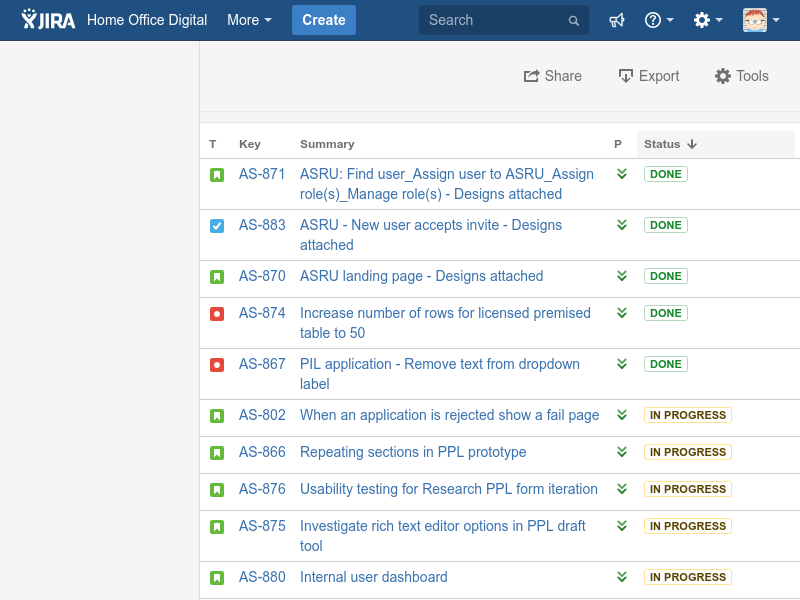 JIRA Home Office Digital More Create Search
Share Export Tools
T Key Summary P Status
AS-871 ASRU: Find user_Assign user to ASRU_Assign DONE
role(s)_Manage role(s) - Designs attached
AS-883 ASRU - New user accepts invite - Designs DONE
attached
AS-870 ASRU landing page - Designs attached DONE
AS-874 Increase number of rows for licensed premised DONE
table to 50
AS-867 PIL application - Remove text from dropdown DONE
label
AS-802 When an application is rejected show a fail page IN PROGRESS
AS-866 Repeating sections in PPL prototype IN PROGRESS
AS-876 Usability testing for Research PPL form iteration IN PROGRESS
AS-875 Investigate rich text editor options in PPL draft IN PROGRESS
tool
AS-880 Internal user dashboard IN PROGRESS